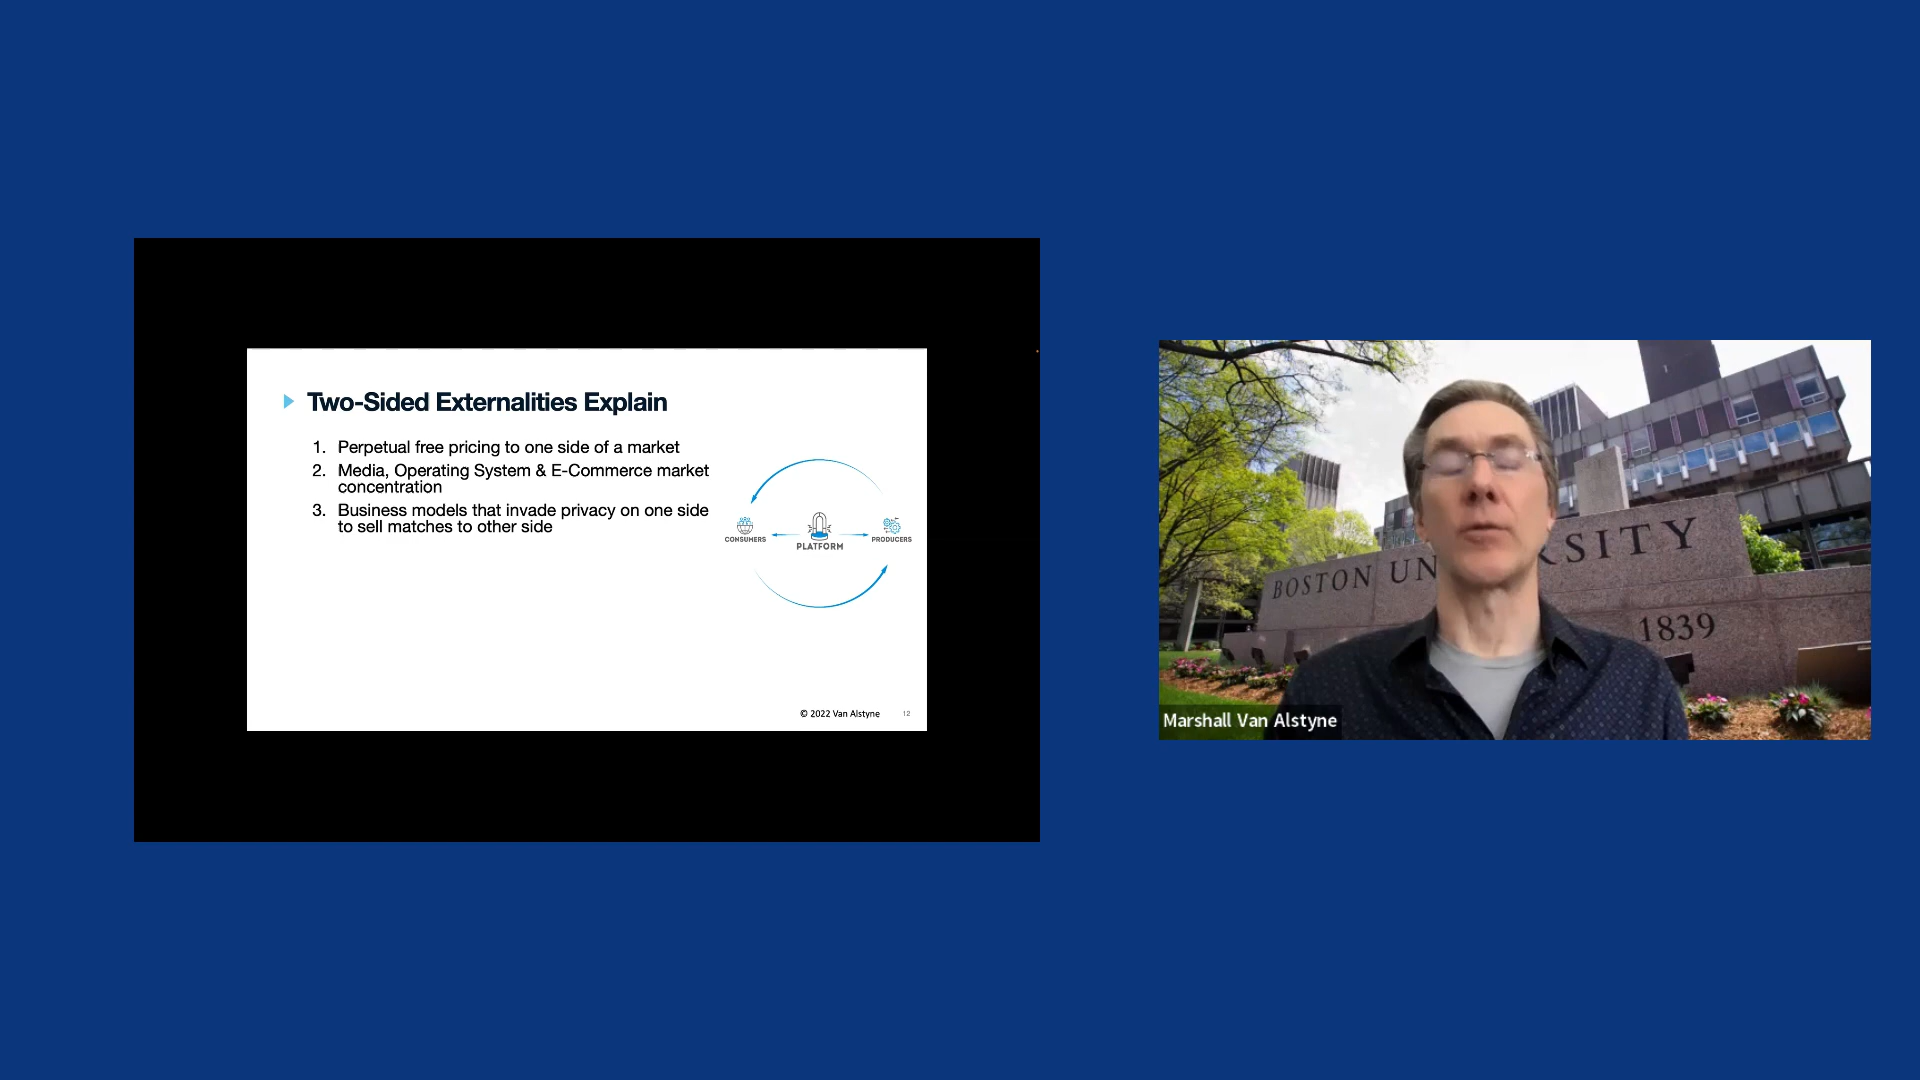 Two-Sided Externalities Explain
1. Perpetual free pricing to one side of a market
2. Media, Operating System & E-Commerce market
concentration
3. Business models that invade privacy on one side
to sell matches to other side
CONSUMERS
PLATFORM
PRODUCERS
© 2022 Van Alstyne
12
BOSTON UN RSITY
1839
Marshall Van Alstyne